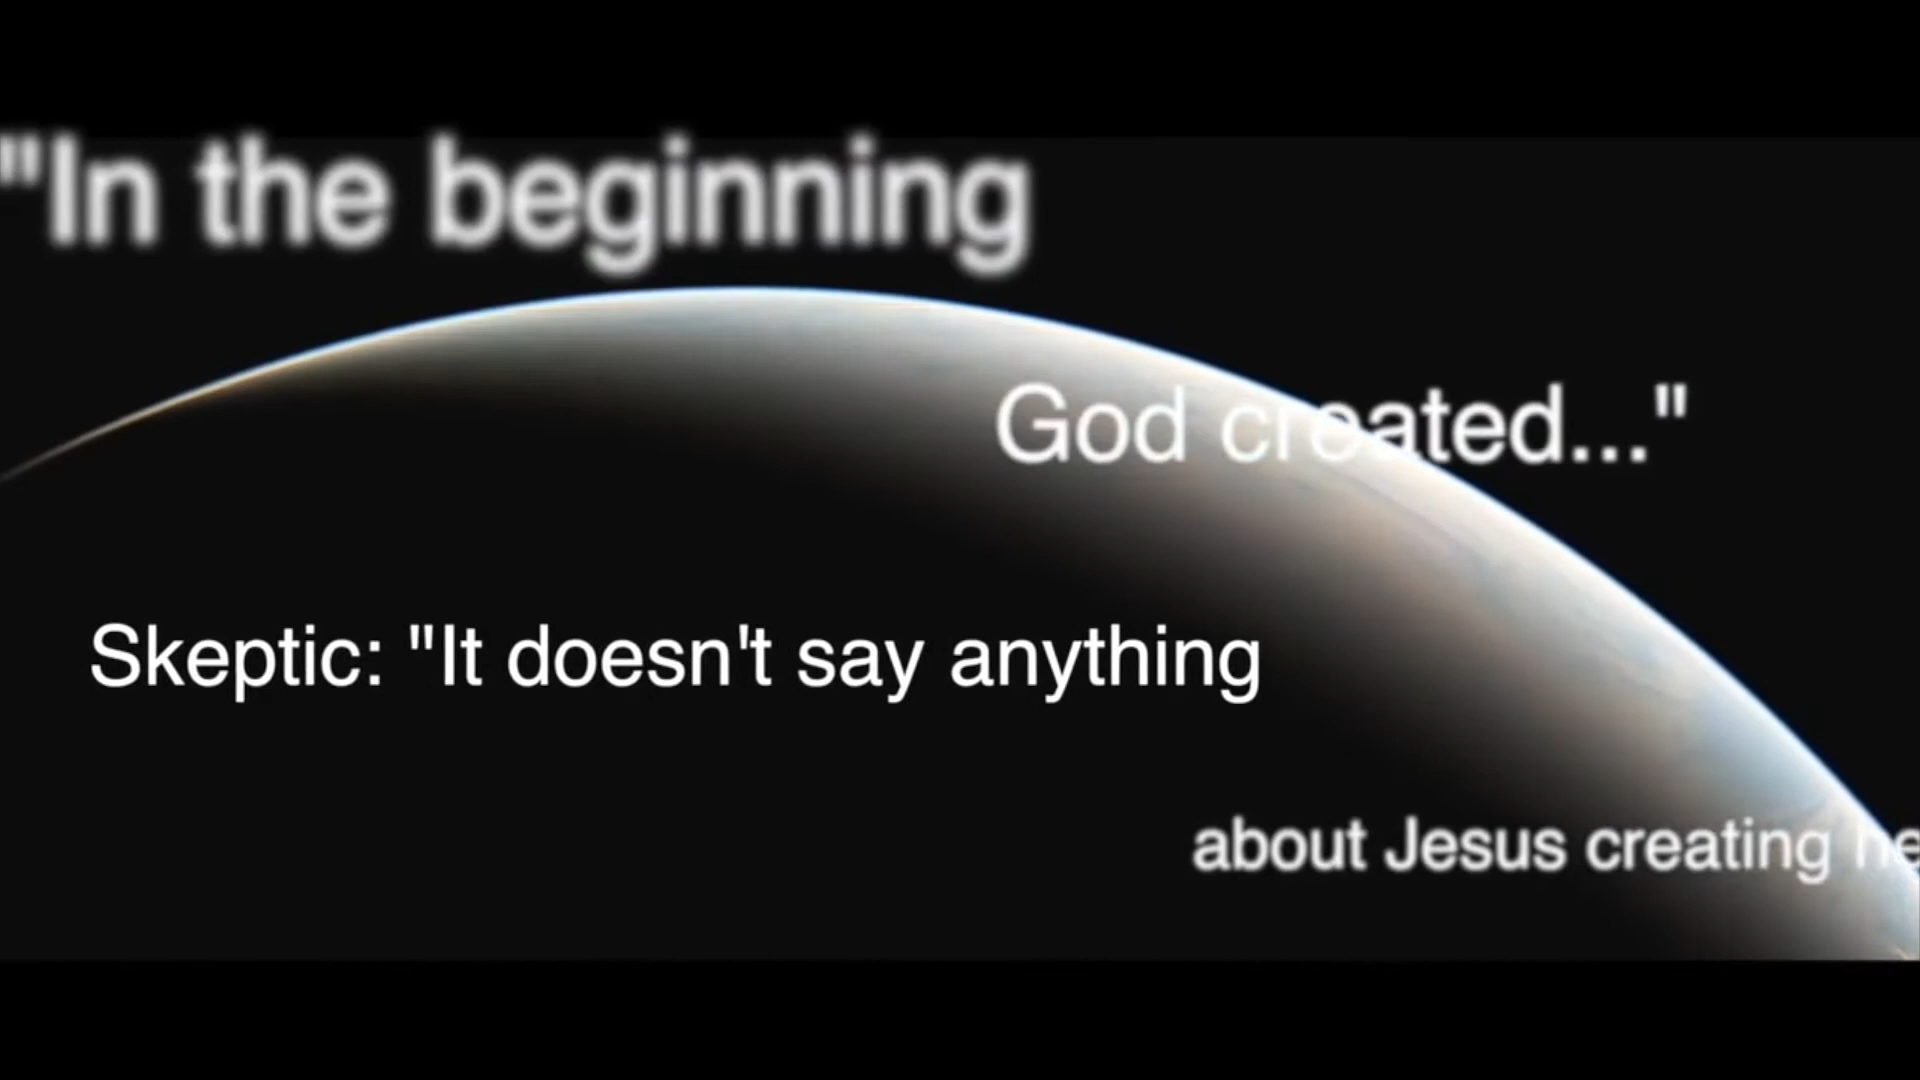 "In the beginning
God created..."
Skeptic: "It doesn't say anything
about Jesus creating